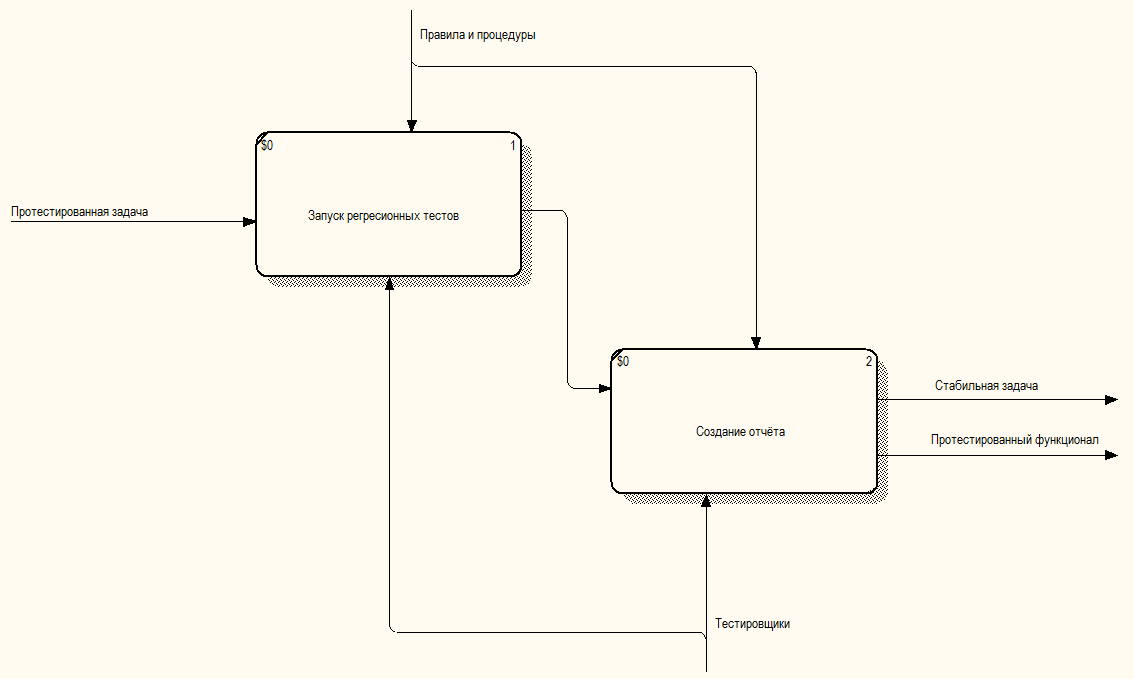 Правила и процедуры
$0
1
Протестированная задача
Запуск регресионных тестов
$0
2
Стабильная задача
Создание отчёта
Протестированный функционал
Тестировщики